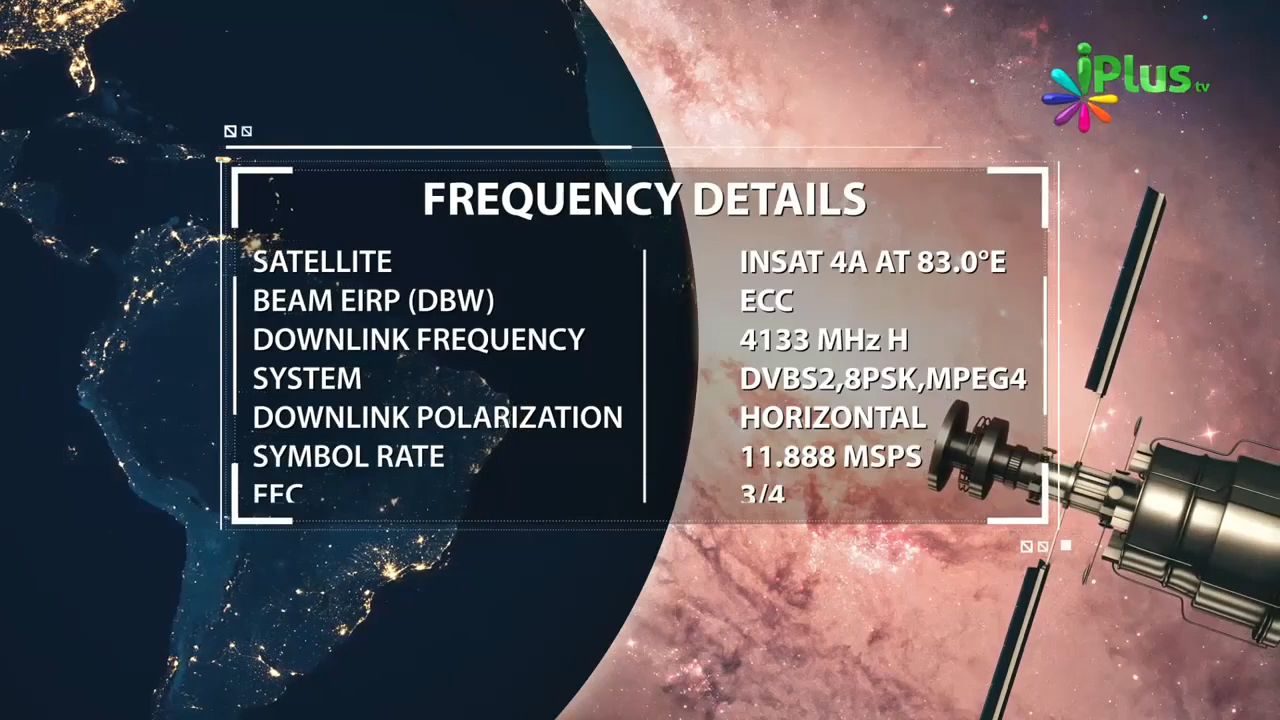 iPlus tv
FREQUENCY DETAILS
SATELLITE INSAT 4A AT 83.0°E
BEAM EIRP (DBW) ECC
DOWNLINK FREQUENCY 4133 MHz H
SYSTEM DVBS2,8PSK,MPEG4
DOWNLINK POLARIZATION HORIZONTAL
SYMBOL RATE 11.888 MSPS
FEC 3/4